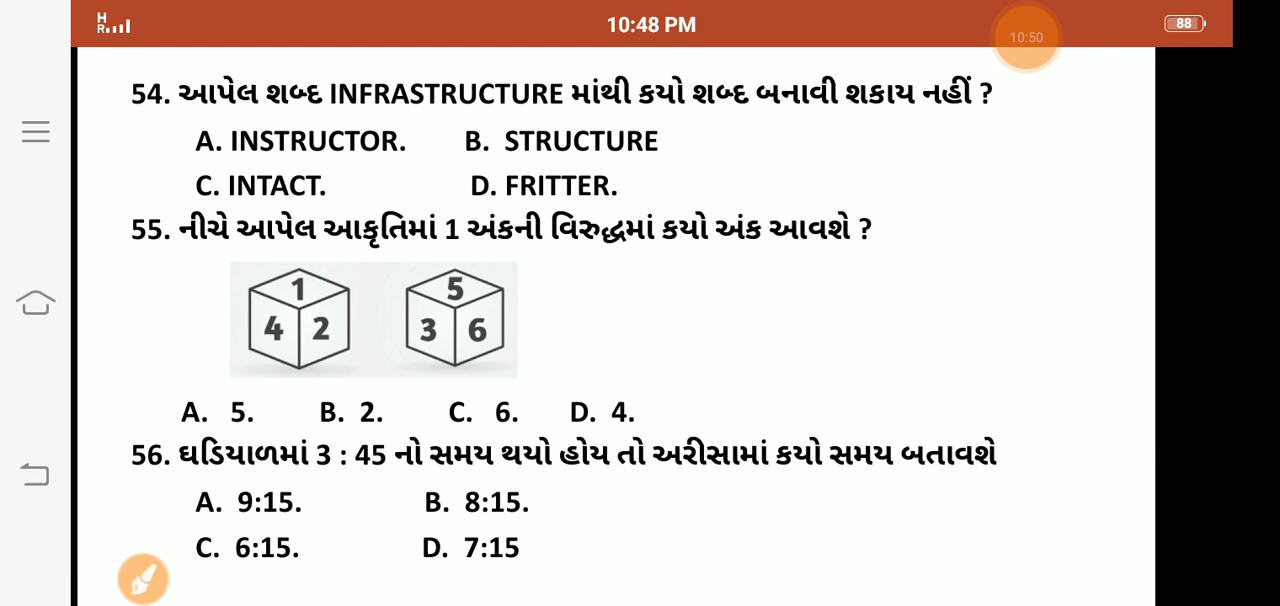 H
R
10:48 PM
88
10:50
54. આપેલ શબ્દ INFRASTRUCTURE માંથી કયો શબ્દ બનાવી શકાય નહીં ?
A. INSTRUCTOR. B. STRUCTURE
C. INTACT. D. FRITTER.
55. નીચે આપેલ આકૃતિમાં 1 અંકની વિરુદ્ધમાં કયો અંક આવશે ?
1 5
4 2 3 6
A. 5. B. 2. C. 6. D. 4.
56. ઘડિયાળમાં 3 : 45 નો સમય થયો હોય તો અરીસામાં કયો સમય બતાવશે
A. 9:15. B. 8:15.
C. 6:15. D. 7:15